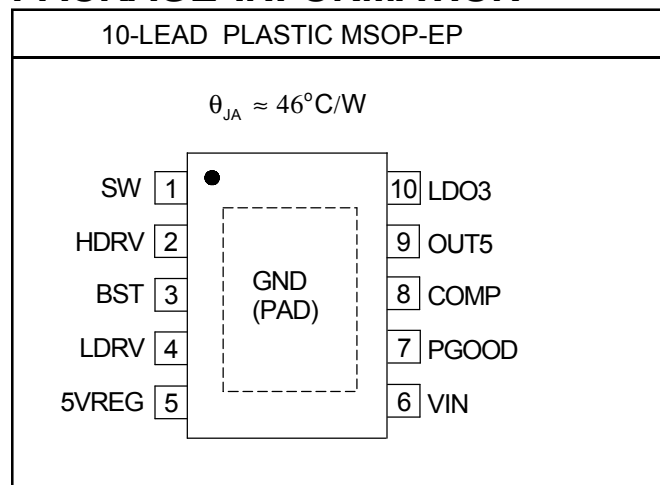 10-LEAD PLASTIC MSOP-EP
θJA ≈ 46°C/W
SW 1
10 LDO3
HDRV 2
9 OUT5
BST 3
GND
(PAD)
8 COMP
LDRV 4
7 PGOOD
5VREG 5
6 VIN